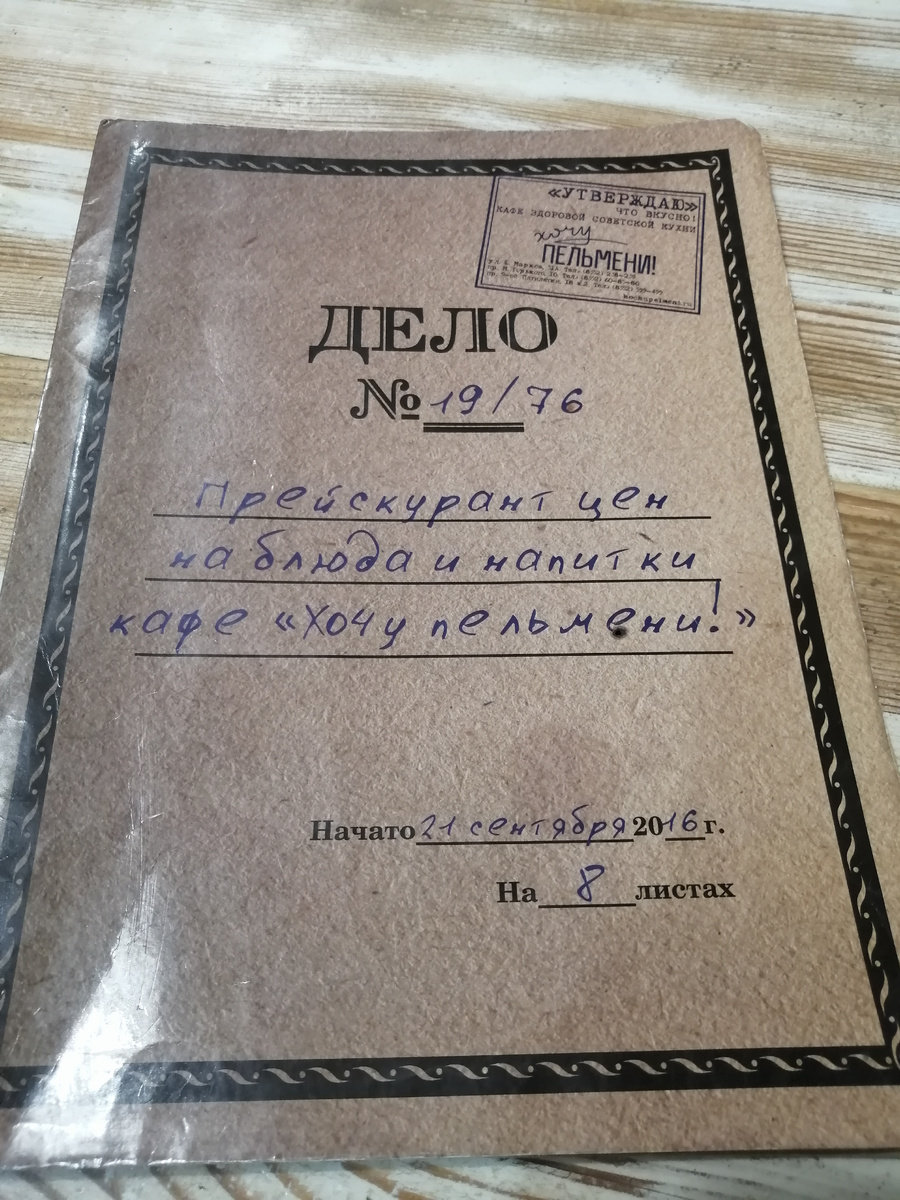 «УТВЕРЖДАЮ»
ЧТО ВКУСНО!
КАФЕ ЗДОРОВОЙ СОВЕТСКОЙ КУХНИ
хочу
ПЕЛЬМЕНИ!
ДЕЛО
№ 19/76
Прейскурант цен
на блюда и напитки
кафе «Хочу пельмени!»
Начато 21 сентября 2016 г.
На 8 листах